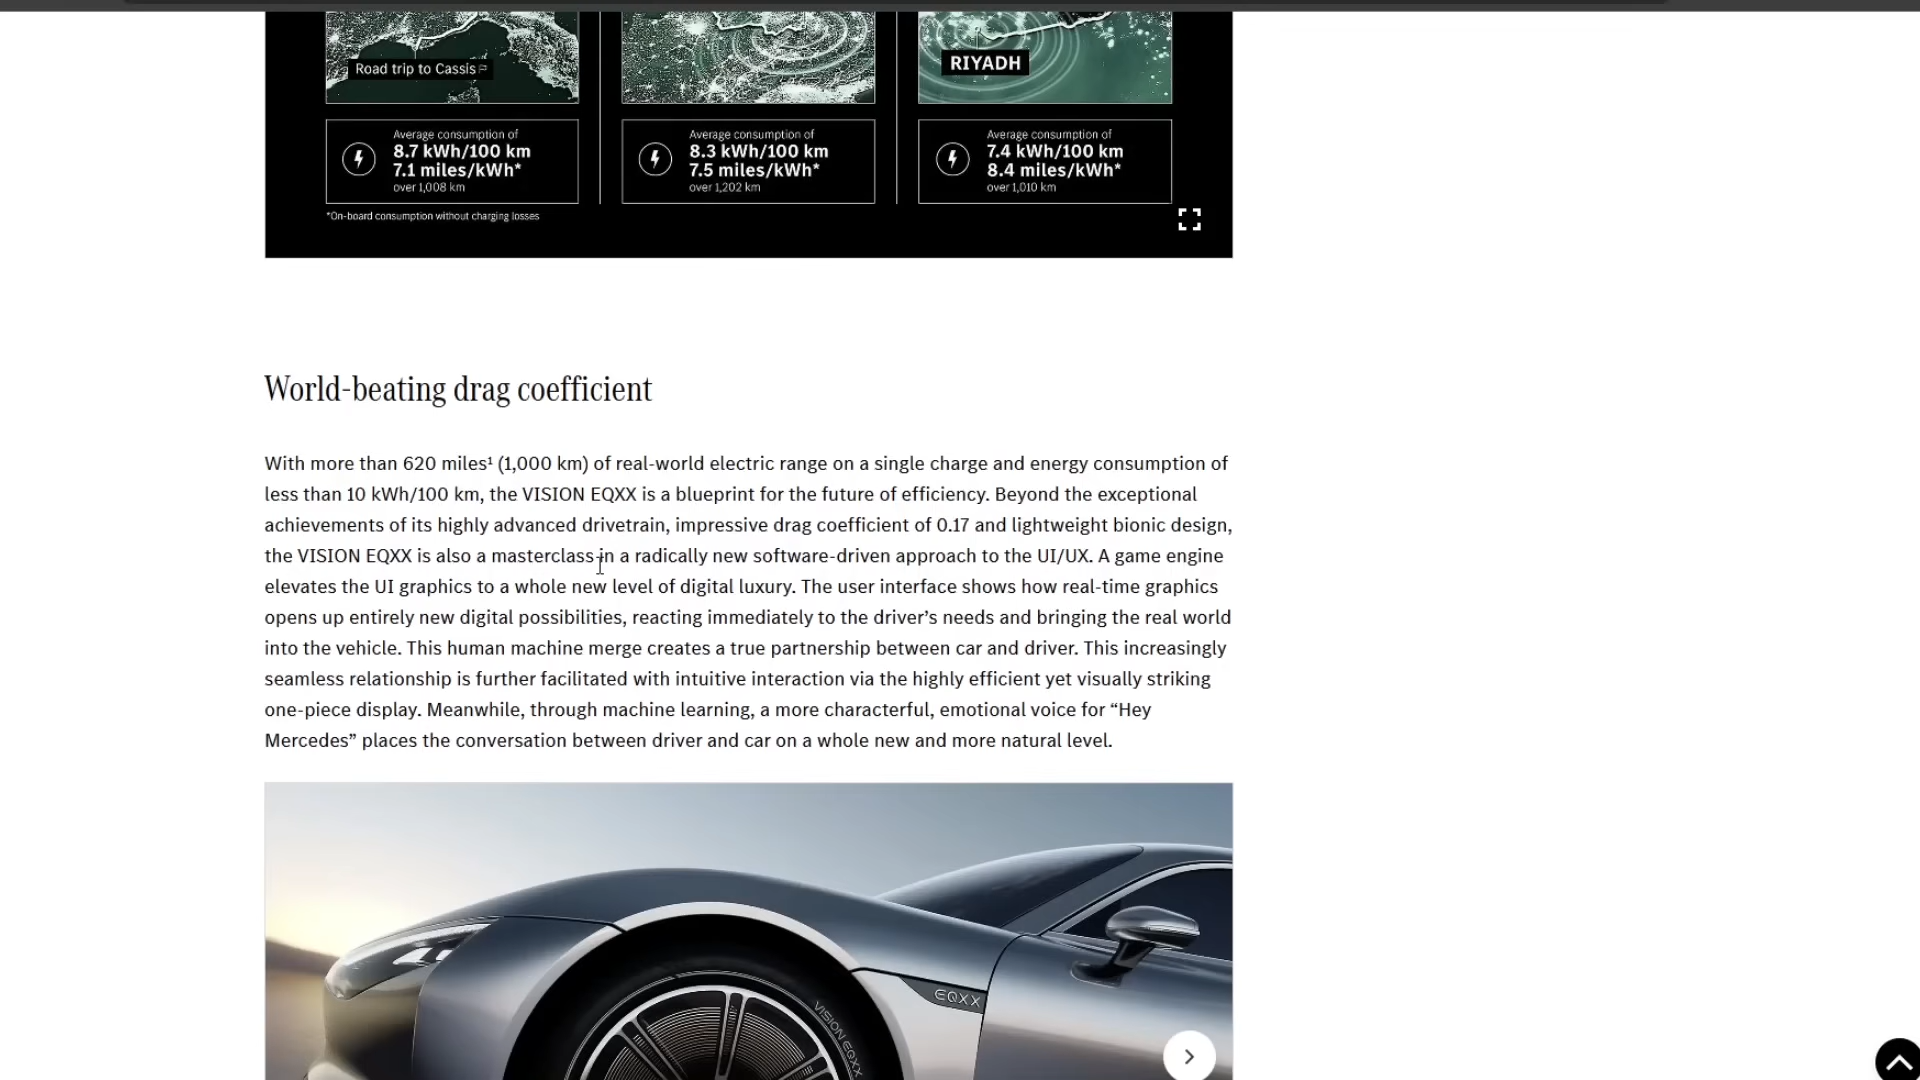 Road trip to Cassis
RIYADH
Average consumption of
8.7 kWh/100 km
7.1 miles/kWh*
over 1,008 km
Average consumption of
8.3 kWh/100 km
7.5 miles/kWh*
over 1,202 km
Average consumption of
7.4 kWh/100 km
8.4 miles/kWh*
over 1,010 km
*On-board consumption without charging losses
World-beating drag coefficient
With more than 620 miles¹ (1,000 km) of real-world electric range on a single charge and energy consumption of
less than 10 kWh/100 km, the VISION EQXX is a blueprint for the future of efficiency. Beyond the exceptional
achievements of its highly advanced drivetrain, impressive drag coefficient of 0.17 and lightweight bionic design,
the VISION EQXX is also a masterclass in a radically new software-driven approach to the UI/UX. A game engine
elevates the UI graphics to a whole new level of digital luxury. The user interface shows how real-time graphics
opens up entirely new digital possibilities, reacting immediately to the driver’s needs and bringing the real world
into the vehicle. This human machine merge creates a true partnership between car and driver. This increasingly
seamless relationship is further facilitated with intuitive interaction via the highly efficient yet visually striking
one-piece display. Meanwhile, through machine learning, a more characterful, emotional voice for “Hey
Mercedes” places the conversation between driver and car on a whole new and more natural level.
EQXX
VISION EQXX